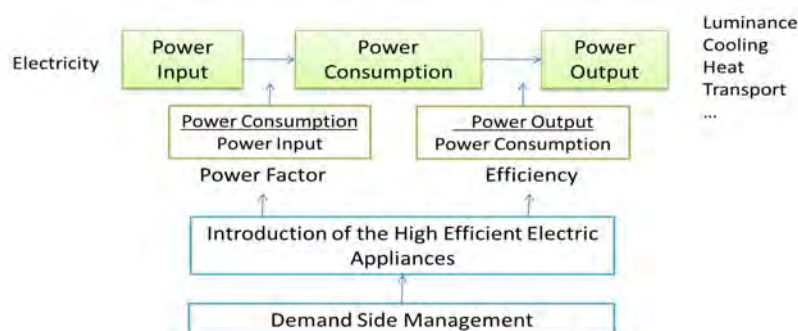 Electricity
Power
Input
Power
Consumption
Power
Output
Luminance
Cooling
Heat
Transport
...
Power Consumption
Power Input
Power Output
Power Consumption
Power Factor
Efficiency
Introduction of the High Efficient Electric
Appliances
Demand Side Management